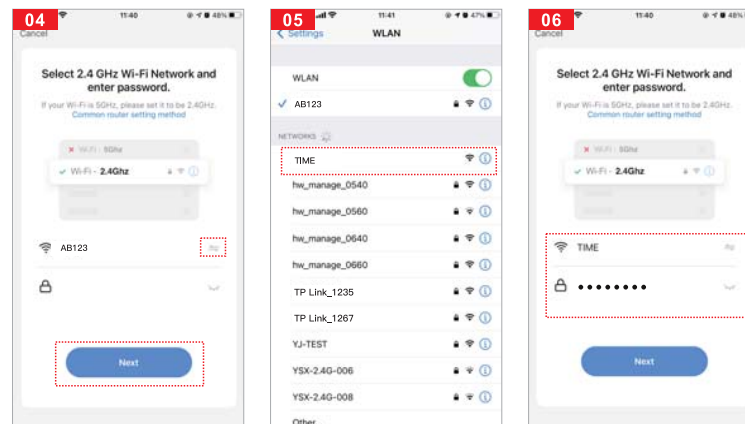 04
11:40
48%
Cancel
Select 2.4 GHz Wi-Fi Network and
enter password.
If your Wi-Fi is 5GHz, please set it to be 2.4GHz.
Common router setting method
Wi-Fi - 5Ghz
Wi-Fi - 2.4Ghz
AB123
Next
05
11:41
47%
Settings
WLAN
WLAN
AB123
NETWORKS
TIME
hw_manage_0540
hw_manage_0560
hw_manage_0640
hw_manage_0660
TP Link_1235
TP Link_1267
YJ-TEST
YSX-2.4G-006
YSX-2.4G-008
Other...
06
11:40
48%
Cancel
Select 2.4 GHz Wi-Fi Network and
enter password.
If your Wi-Fi is 5GHz, please set it to be 2.4GHz.
Common router setting method
Wi-Fi - 5Ghz
Wi-Fi - 2.4Ghz
TIME
••••••••
Next